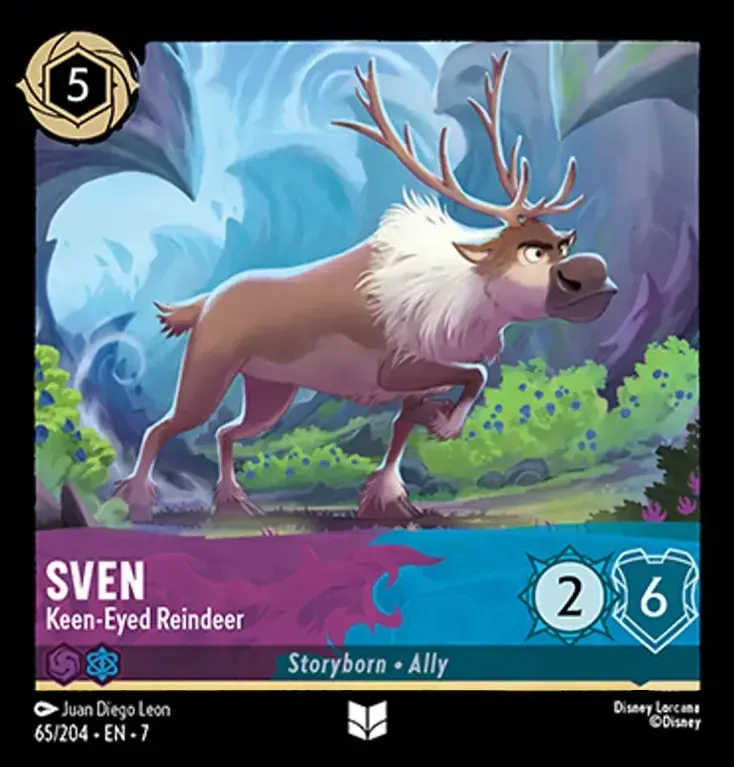 5
SVEN
Keen-Eyed Reindeer
2
6
Storyborn • Ally
Juan Diego Leon
65/204 • EN • 7
Disney Lorcana
©Disney